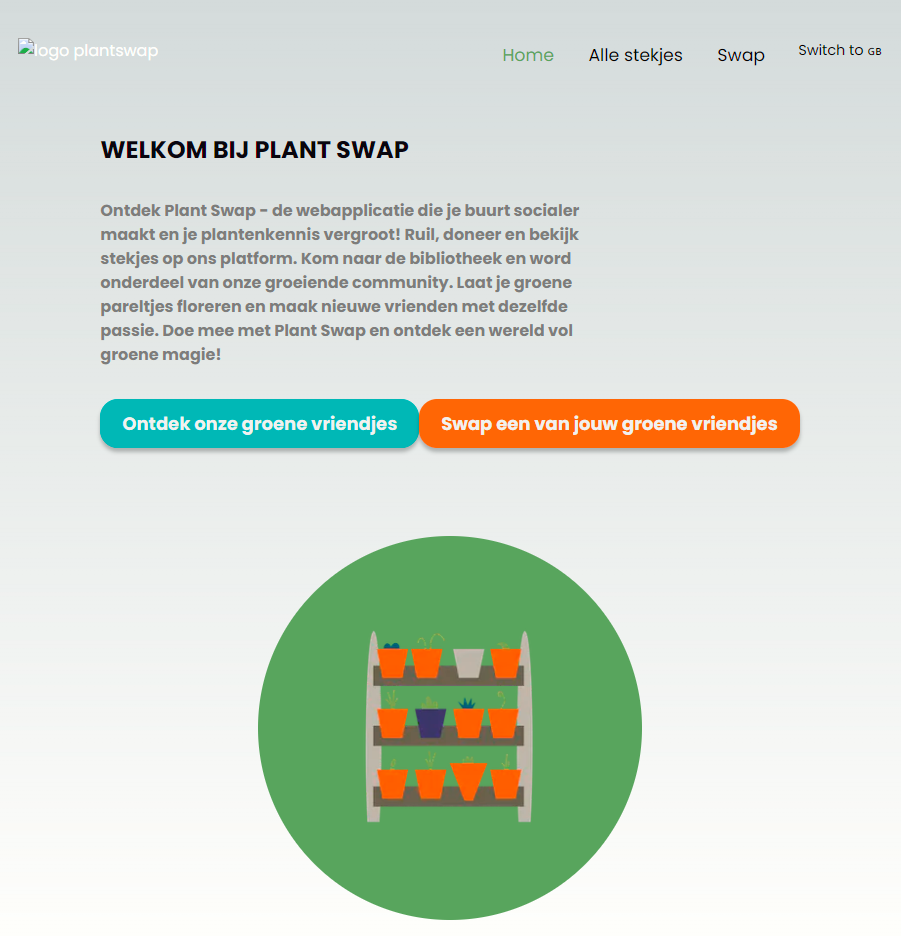 logo plantswap
Home Alle stekjes Swap Switch to GB
WELKOM BIJ PLANT SWAP
Ontdek Plant Swap - de webapplicatie die je buurt socialer
maakt en je plantenkennis vergroot! Ruil, doneer en bekijk
stekjes op ons platform. Kom naar de bibliotheek en word
onderdeel van onze groeiende community. Laat je groene
pareltjes floreren en maak nieuwe vrienden met dezelfde
passie. Doe mee met Plant Swap en ontdek een wereld vol
groene magie!
Ontdek onze groene vriendjes Swap een van jouw groene vriendjes